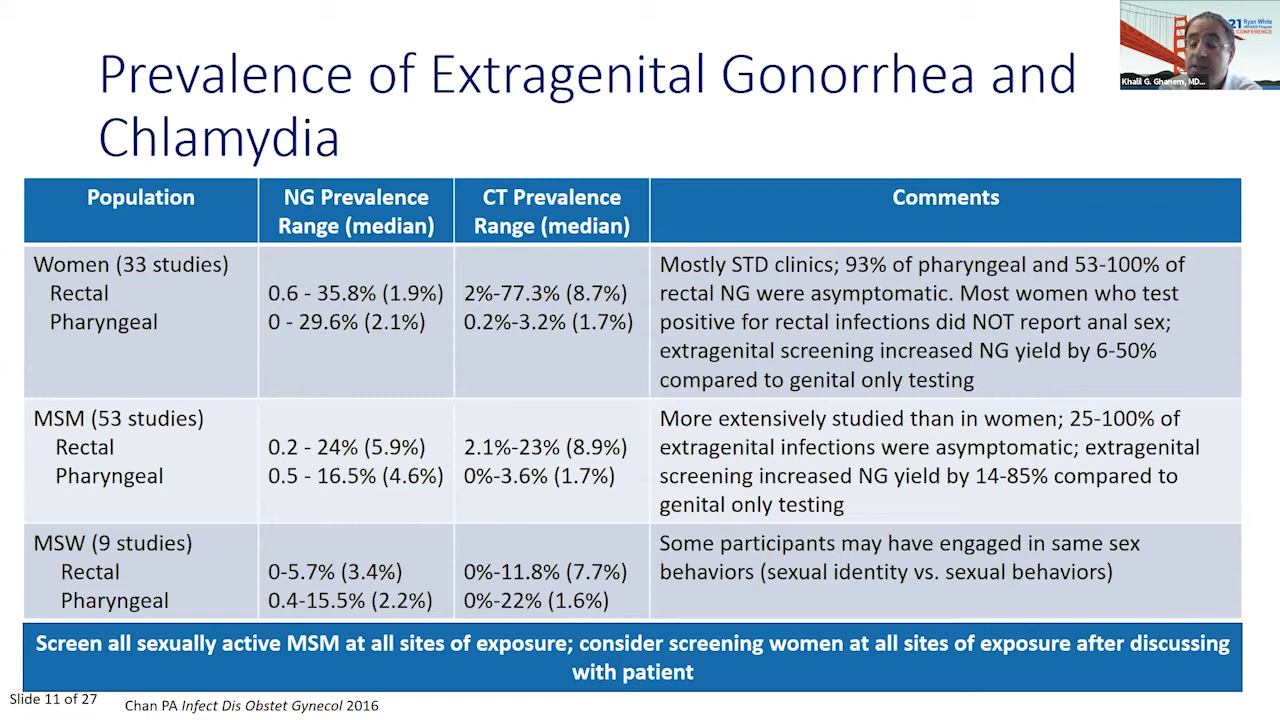 21 Ryan White
CONFERENCE
Khalil G. Ghanem, MD...
Prevalence of Extragenital Gonorrhea and
Chlamydia
Population
NG Prevalence
Range (median)
CT Prevalence
Range (median)
Comments
Women (33 studies)
Rectal 0.6 - 35.8% (1.9%) 2%-77.3% (8.7%)
Pharyngeal 0 - 29.6% (2.1%) 0.2%-3.2% (1.7%)
Mostly STD clinics; 93% of pharyngeal and 53-100% of
rectal NG were asymptomatic. Most women who test
positive for rectal infections did NOT report anal sex;
extragenital screening increased NG yield by 6-50%
compared to genital only testing
MSM (53 studies)
Rectal 0.2 - 24% (5.9%) 2.1%-23% (8.9%)
Pharyngeal 0.5 - 16.5% (4.6%) 0%-3.6% (1.7%)
More extensively studied than in women; 25-100% of
extragenital infections were asymptomatic; extragenital
screening increased NG yield by 14-85% compared to
genital only testing
MSW (9 studies)
Rectal 0-5.7% (3.4%) 0%-11.8% (7.7%)
Pharyngeal 0.4-15.5% (2.2%) 0%-22% (1.6%)
Some participants may have engaged in same sex
behaviors (sexual identity vs. sexual behaviors)
Screen all sexually active MSM at all sites of exposure; consider screening women at all sites of exposure after discussing
with patient
Slide 11 of 27
Chan PA Infect Dis Obstet Gynecol 2016